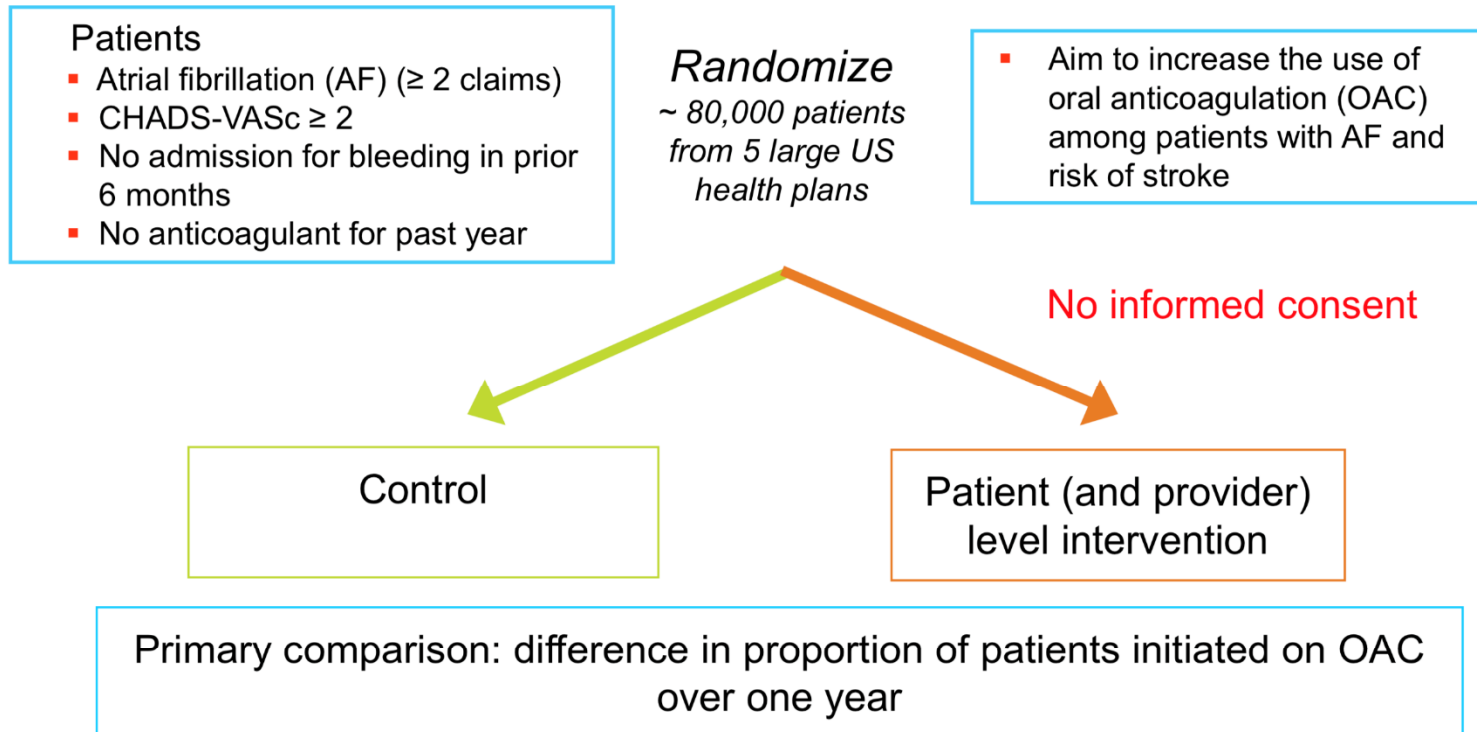 Patients
▪ Atrial fibrillation (AF) (≥ 2 claims)
▪ CHADS-VASc ≥ 2
▪ No admission for bleeding in prior
6 months
▪ No anticoagulant for past year
Randomize
~ 80,000 patients
from 5 large US
health plans
▪ Aim to increase the use of
oral anticoagulation (OAC)
among patients with AF and
risk of stroke
No informed consent
Control
Patient (and provider)
level intervention
Primary comparison: difference in proportion of patients initiated on OAC
over one year